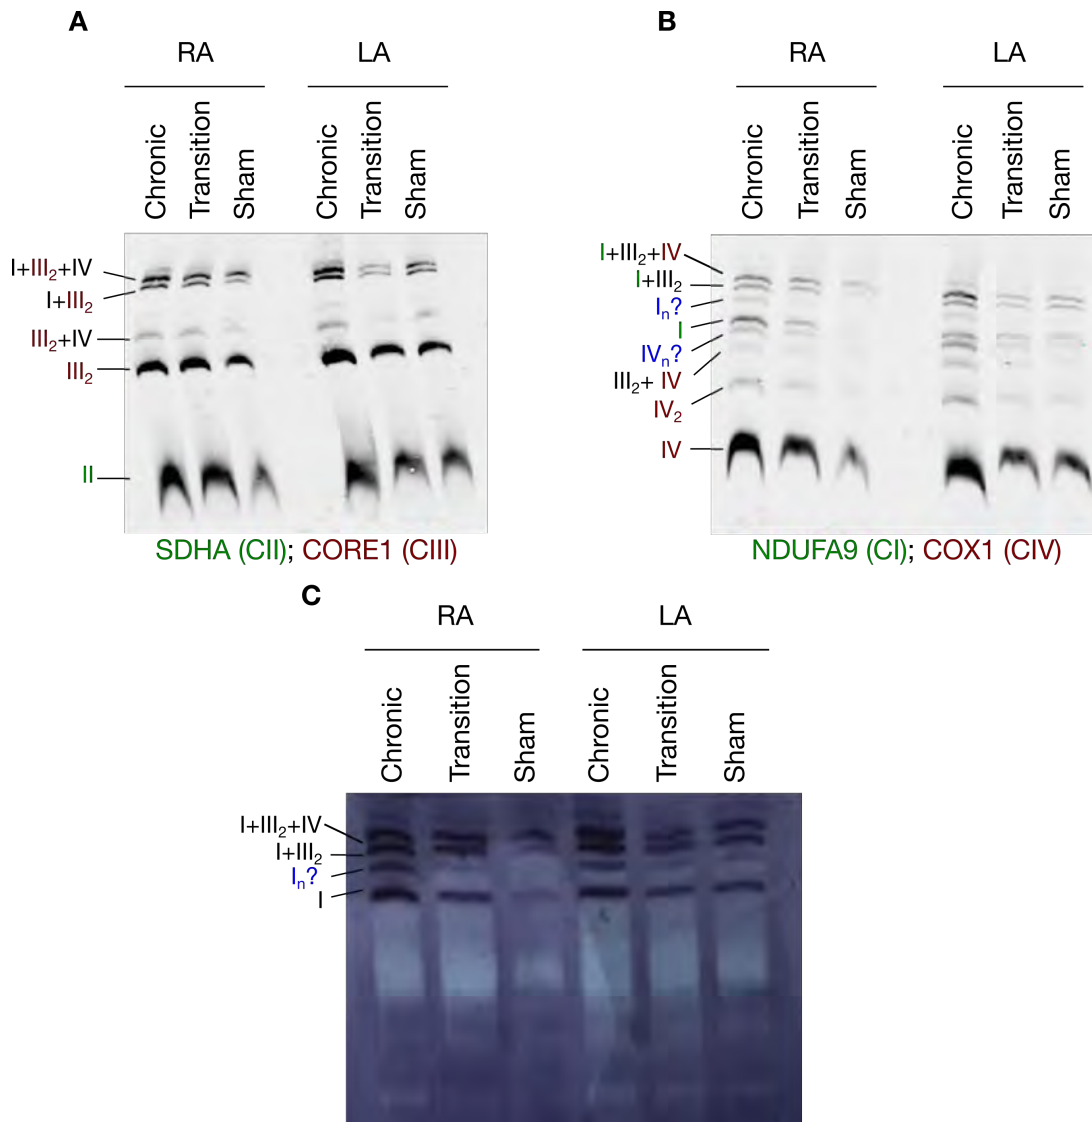 A
RA LA
Chronic
Transition
Sham
Chronic
Transition
Sham
I+III₂+IV
I+III₂
III₂+IV
III₂
II
SDHA (CII); CORE1 (CIII)
B
RA LA
Chronic
Transition
Sham
Chronic
Transition
Sham
I+III₂+IV
I+III₂
Iₙ?
I
IVₙ?
III₂+ IV
IV₂
IV
NDUFA9 (CI); COX1 (CIV)
C
RA LA
Chronic
Transition
Sham
Chronic
Transition
Sham
I+III₂+IV
I+III₂
Iₙ?
I